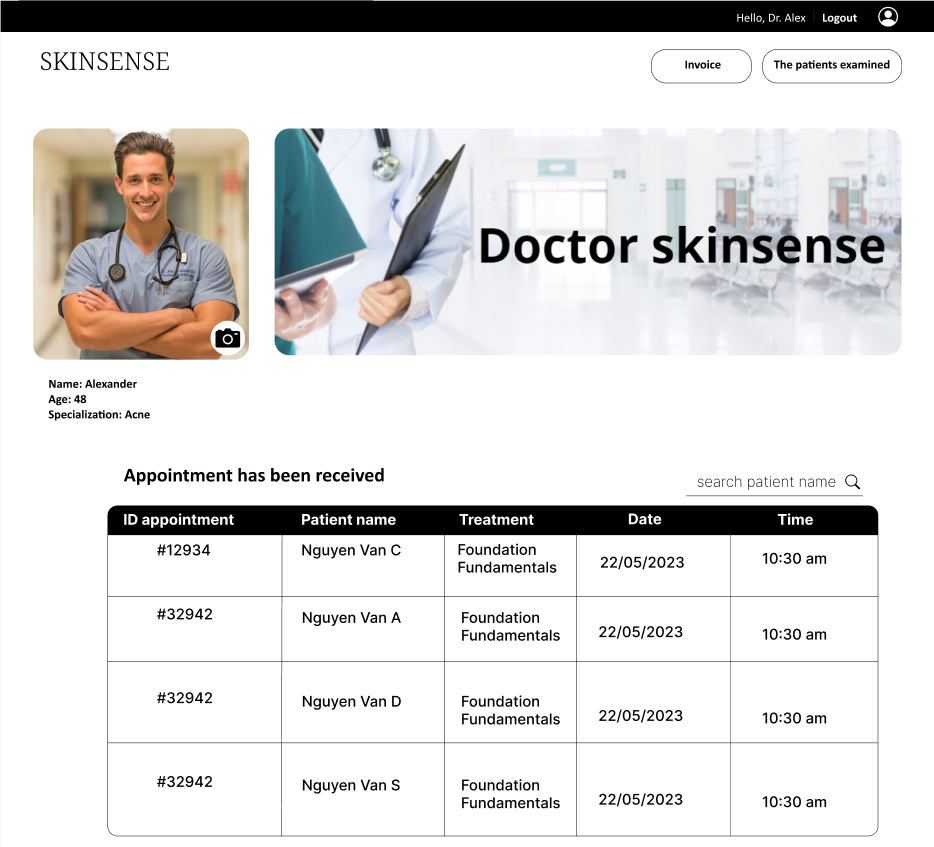 Hello, Dr. Alex
Logout
SKINSENSE
Invoice
The patients examined
Doctor skinsense
Name: Alexander
Age: 48
Specialization: Acne
Appointment has been received
search patient name
ID appointment Patient name Treatment Date Time
#12934 Nguyen Van C Foundation Fundamentals 22/05/2023 10:30 am
#32942 Nguyen Van A Foundation Fundamentals 22/05/2023 10:30 am
#32942 Nguyen Van D Foundation Fundamentals 22/05/2023 10:30 am
#32942 Nguyen Van S Foundation Fundamentals 22/05/2023 10:30 am